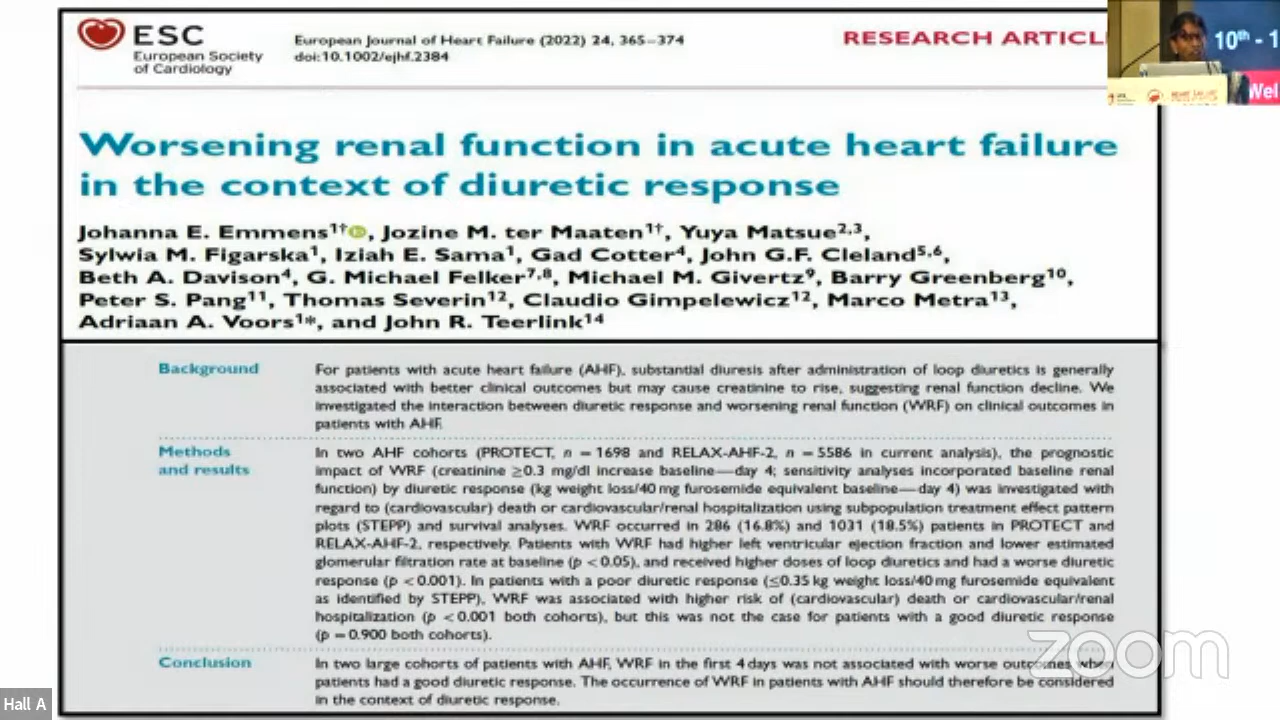 ESC
European Society
of Cardiology
European Journal of Heart Failure (2022) 24, 365–374
doi:10.1002/ejhf.2384
RESEARCH ARTICL
10th - 1
Wel
Worsening renal function in acute heart failure
in the context of diuretic response
Johanna E. Emmens1†, Jozine M. ter Maaten1†, Yuya Matsue2,3,
Sylwia M. Figarska1, Iziah E. Sama1, Gad Cotter4, John G.F. Cleland5,6,
Beth A. Davison4, G. Michael Felker7,8, Michael M. Givertz9, Barry Greenberg10,
Peter S. Pang11, Thomas Severin12, Claudio Gimpelewicz12, Marco Metra13,
Adriaan A. Voors1*, and John R. Teerlink14
Background
For patients with acute heart failure (AHF), substantial diuresis after administration of loop diuretics is generally
associated with better clinical outcomes but may cause creatinine to rise, suggesting renal function decline. We
investigated the interaction between diuretic response and worsening renal function (WRF) on clinical outcomes in
patients with AHF.
Methods
and results
In two AHF cohorts (PROTECT, n = 1698 and RELAX-AHF-2, n = 5586 in current analysis), the prognostic
impact of WRF (creatinine ≥0.3 mg/dl increase baseline—day 4; sensitivity analyses incorporated baseline renal
function) by diuretic response (kg weight loss/40 mg furosemide equivalent baseline—day 4) was investigated with
regard to (cardiovascular) death or cardiovascular/renal hospitalization using subpopulation treatment effect pattern
plots (STEPP) and survival analyses. WRF occurred in 286 (16.8%) and 1031 (18.5%) patients in PROTECT and
RELAX-AHF-2, respectively. Patients with WRF had higher left ventricular ejection fraction and lower estimated
glomerular filtration rate at baseline (p < 0.05), and received higher doses of loop diuretics and had a worse diuretic
response (p < 0.001). In patients with a poor diuretic response (≤0.35 kg weight loss/40 mg furosemide equivalent
as identified by STEPP), WRF was associated with higher risk of (cardiovascular) death or cardiovascular/renal
hospitalization (p < 0.001 both cohorts), but this was not the case for patients with a good diuretic response
(p = 0.900 both cohorts).
Conclusion
In two large cohorts of patients with AHF, WRF in the first 4 days was not associated with worse outcomes when
patients had a good diuretic response. The occurrence of WRF in patients with AHF should therefore be considered
in the context of diuretic response.
zoom
Hall A